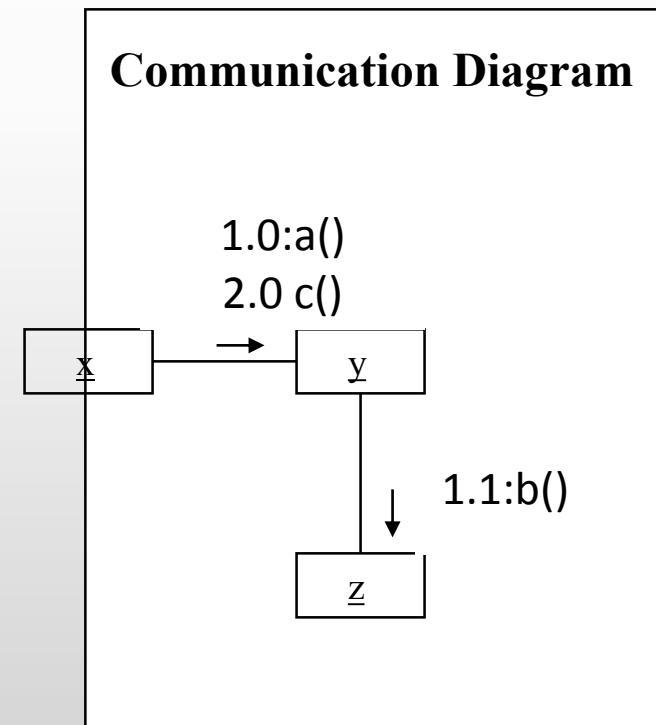 Communication Diagram
1.0:a()
2.0 c()
x
y
1.1:b()
z